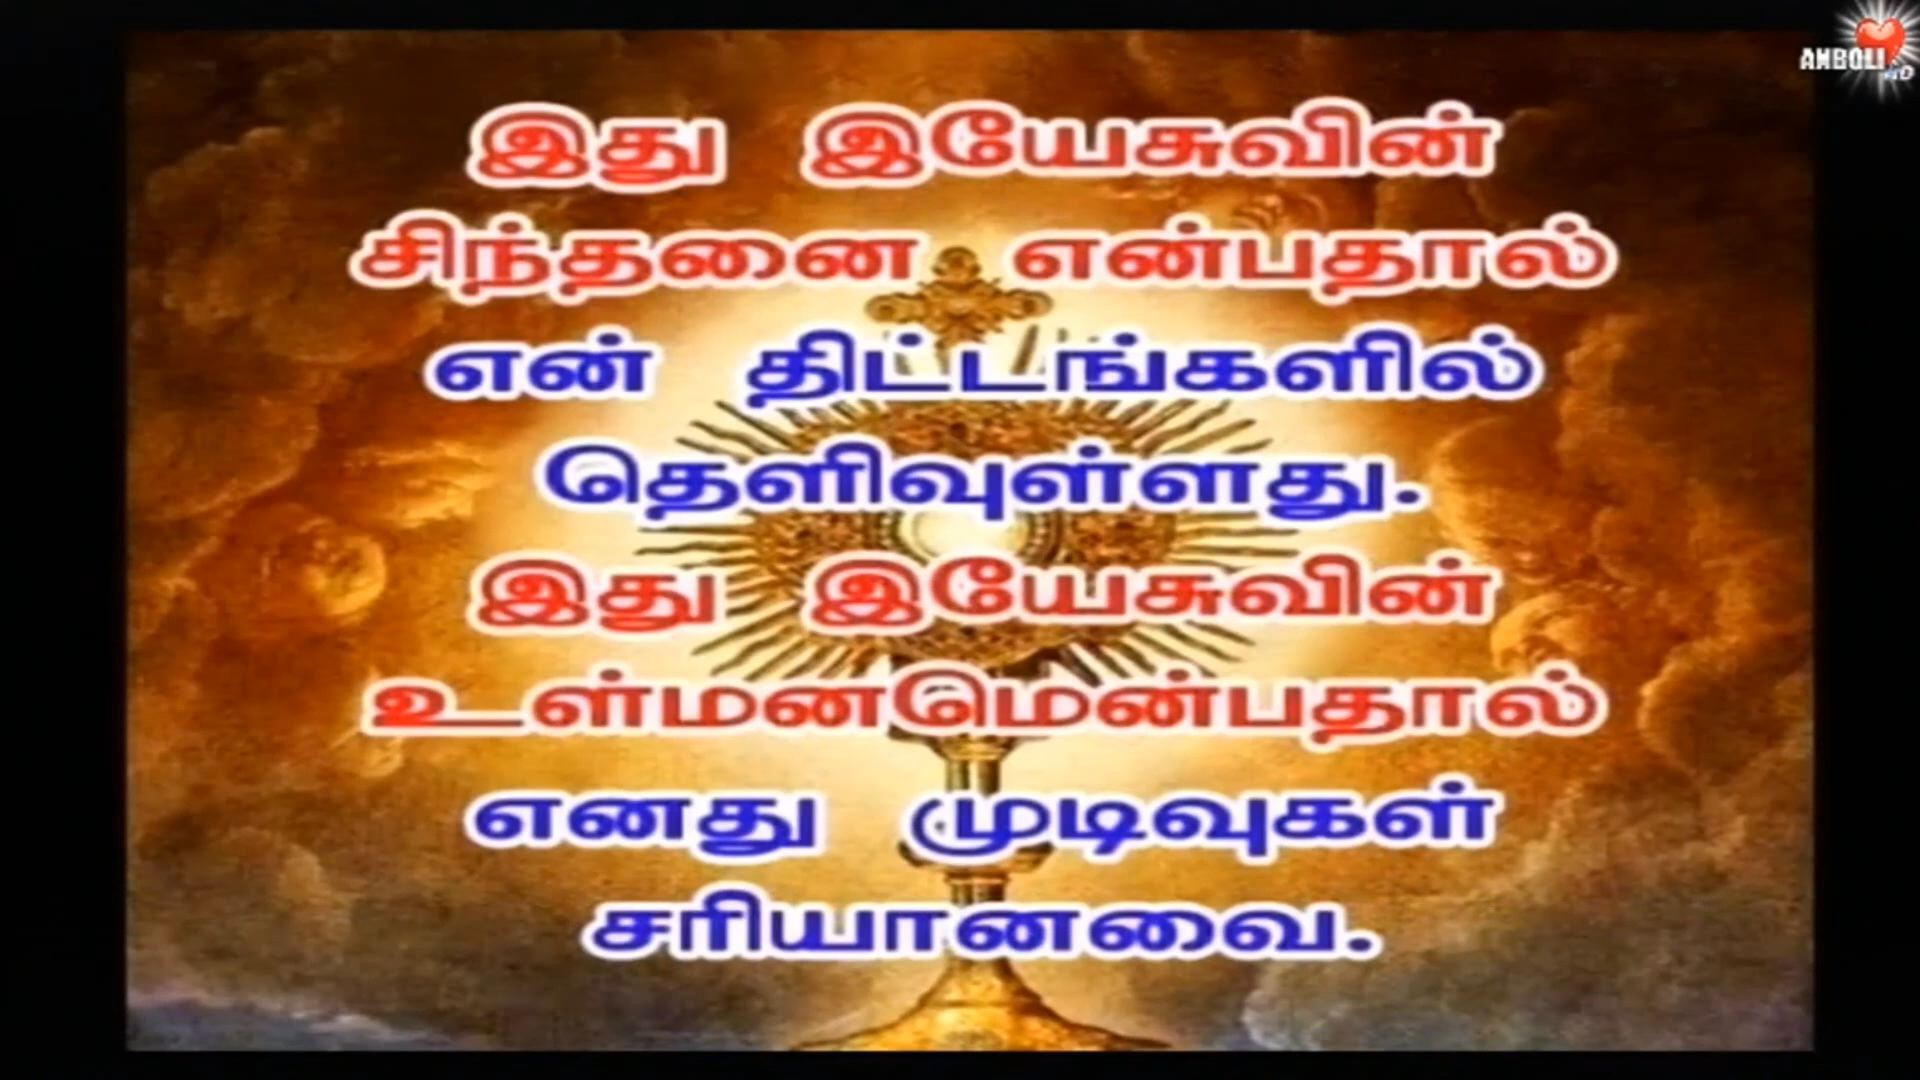 ANBOLI HD
இது இயேசுவின்
சிந்தனை என்பதால்
என் திட்டங்களில்
தெளிவுள்ளது.
இது இயேசுவின்
உள்மனமென்பதால்
எனது முடிவுகள்
சரியானவை.